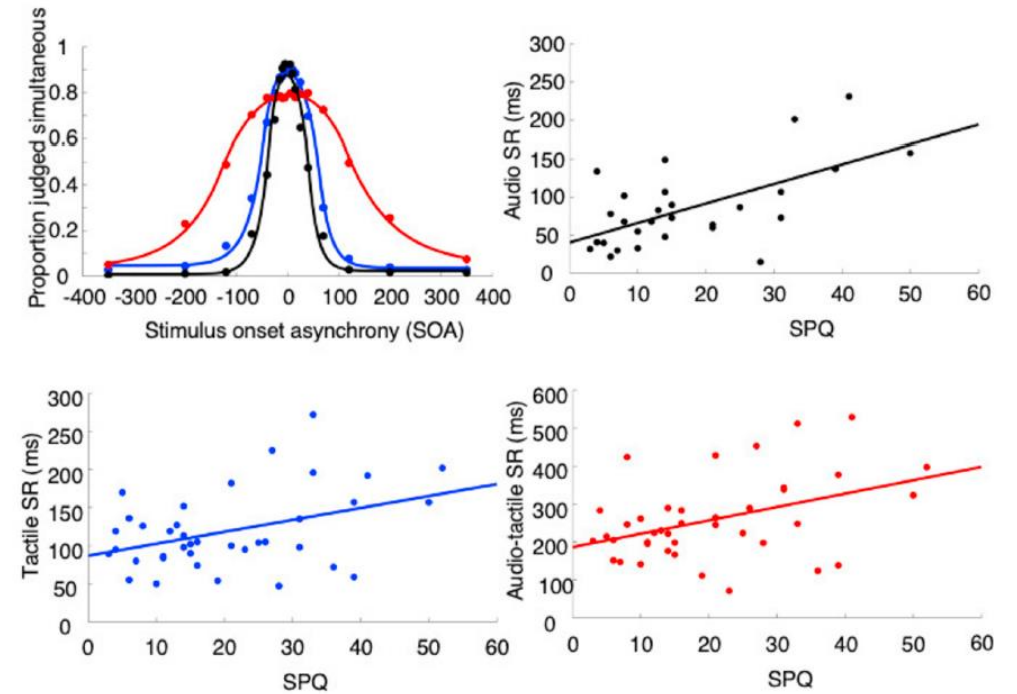 Proportion judged simultaneous
1
0.8
0.6
0.4
0.2
0
-400 -300 -200 -100 0 100 200 300 400
Stimulus onset asynchrony (SOA)
Audio SR (ms)
300
250
200
150
100
50
0
0 10 20 30 40 50 60
SPQ
Tactile SR (ms)
300
250
200
150
100
50
0
0 10 20 30 40 50 60
SPQ
Audio-tactile SR (ms)
600
500
400
300
200
100
0
0 10 20 30 40 50 60
SPQ